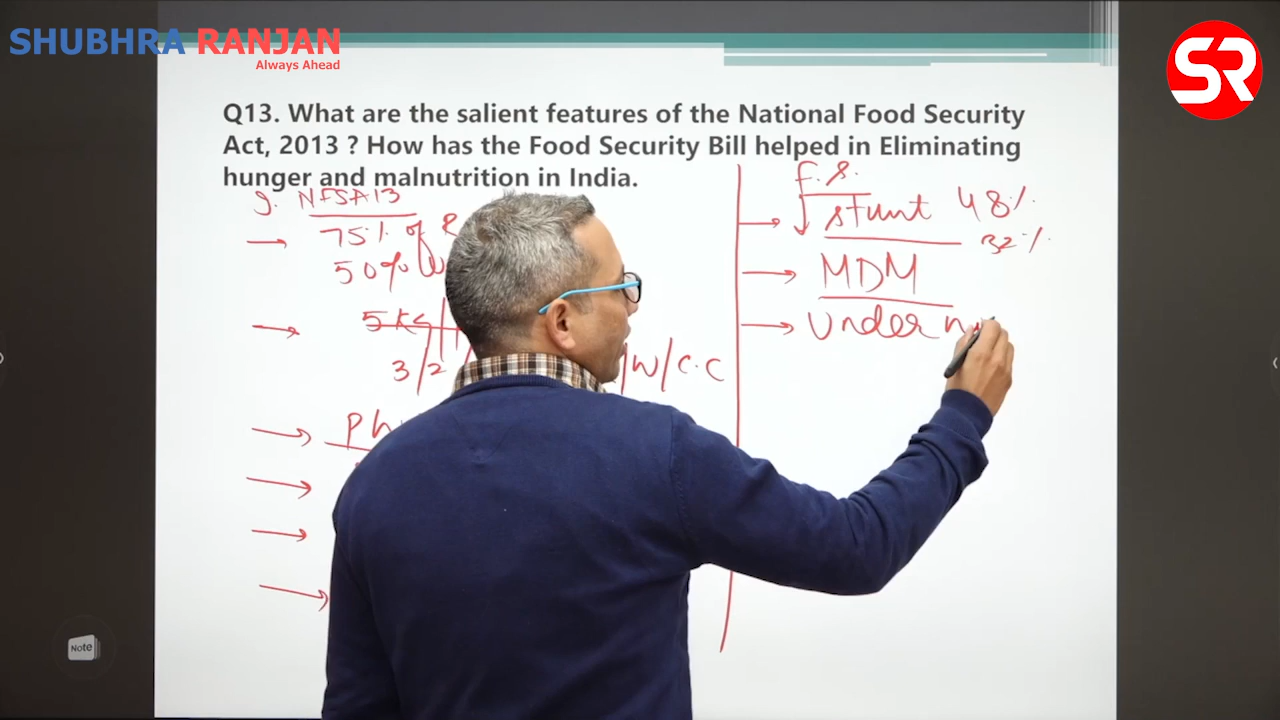 SHUBHRA RANJAN
Always Ahead
SR
Q13. What are the salient features of the National Food Security
Act, 2013 ? How has the Food Security Bill helped in Eliminating
hunger and malnutrition in India.
NFSA13
75% of R
50%
5 Kg
3/2
/W/C.C
F.S.
Stunt 48%
32%
MDM
Under
Note